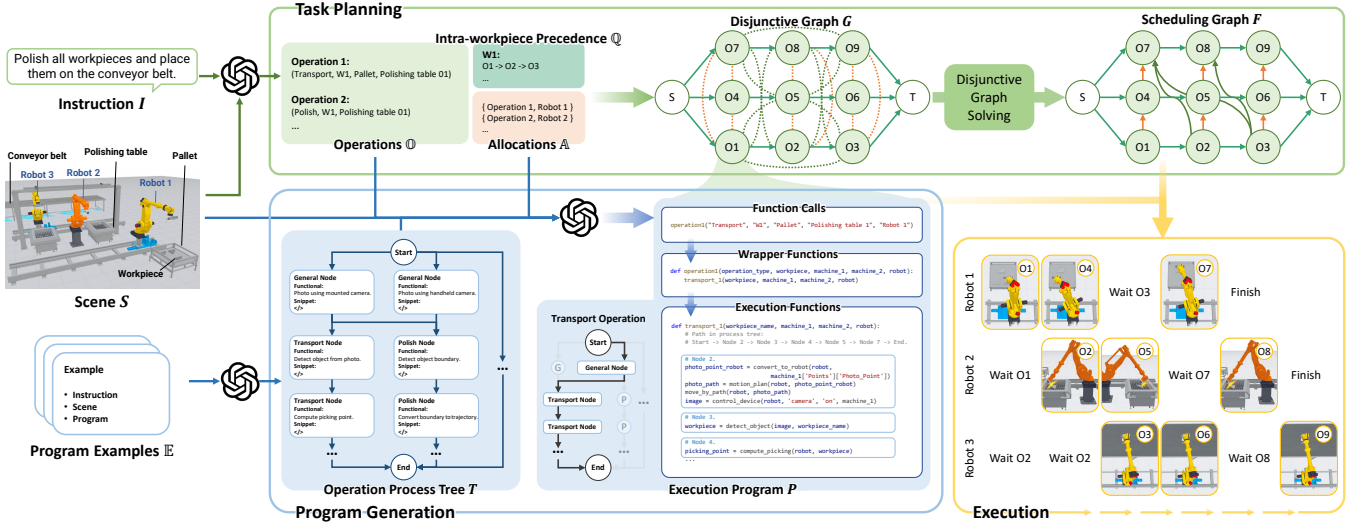 Task Planning
Polish all workpieces and place
them on the conveyor belt.
Instruction I
Operation 1:
(Transport, W1, Pallet, Polishing table 01)
Operation 2:
(Polish, W1, Polishing table 01)
...
Operations 𝕆
Intra-workpiece Precedence ℚ
W1:
O1 -> O2 -> O3
...
{ Operation 1, Robot 1 }
{ Operation 2, Robot 2 }
...
Allocations 𝔸
Disjunctive Graph G
O7
O8
O9
S
O4
O5
O6
T
O1
O2
O3
Disjunctive
Graph
Solving
Scheduling Graph F
O7
O8
O9
S
O4
O5
O6
T
O1
O2
O3
Conveyor belt
Polishing table
Pallet
Robot 3
Robot 2
Robot 1
Workpiece
Scene S
Example
• Instruction
• Scene
• Program
Program Examples 𝔼
Start
General Node
Functional:
Photo using mounted camera.
Snippet:
</>
General Node
Functional:
Photo using handheld camera.
Snippet:
</>
...
Transport Node
Functional:
Detect object from photo.
Snippet:
</>
Polish Node
Functional:
Detect object boundary.
Snippet:
</>
Transport Node
Functional:
Compute picking point.
Snippet:
</>
Polish Node
Functional:
Convert boundary to trajectory.
Snippet:
</>
...
...
End
Operation Process Tree T
Program Generation
Transport Operation
Start
G
General Node
Transport Node
P
...
Transport Node
P
...
...
End
Function Calls
operation1("Transport", "W1", "Pallet", "Polishing table 1", "Robot 1")
Wrapper Functions
def operation1(operation_type, workpiece, machine_1, machine_2, robot):
transport_1(workpiece, machine_1, machine_2, robot)
Execution Functions
def transport_1(workpiece_name, machine_1, machine_2, robot):
# Path in process tree:
# Start -> Node 2 -> Node 3 -> Node 4 -> Node 5 -> Node 7 -> End.
# Node 2.
photo_point_robot = convert_to_robot(robot,
machine_1['Points']['Photo_Point'])
photo_path = motion_plan(robot, photo_point_robot)
move_by_path(robot, photo_path)
image = control_device(robot, 'camera', 'on', machine_1)
# Node 3.
workpiece = detect_object(image, workpiece_name)
# Node 4.
picking_point = compute_picking(robot, workpiece)
...
Execution Program P
Robot 1
O1
O4
Wait O3
O7
Finish
Robot 2
Wait O1
O2
O5
Wait O7
O8
Finish
Robot 3
Wait O2
Wait O2
O3
O6
Wait O8
O9
Execution